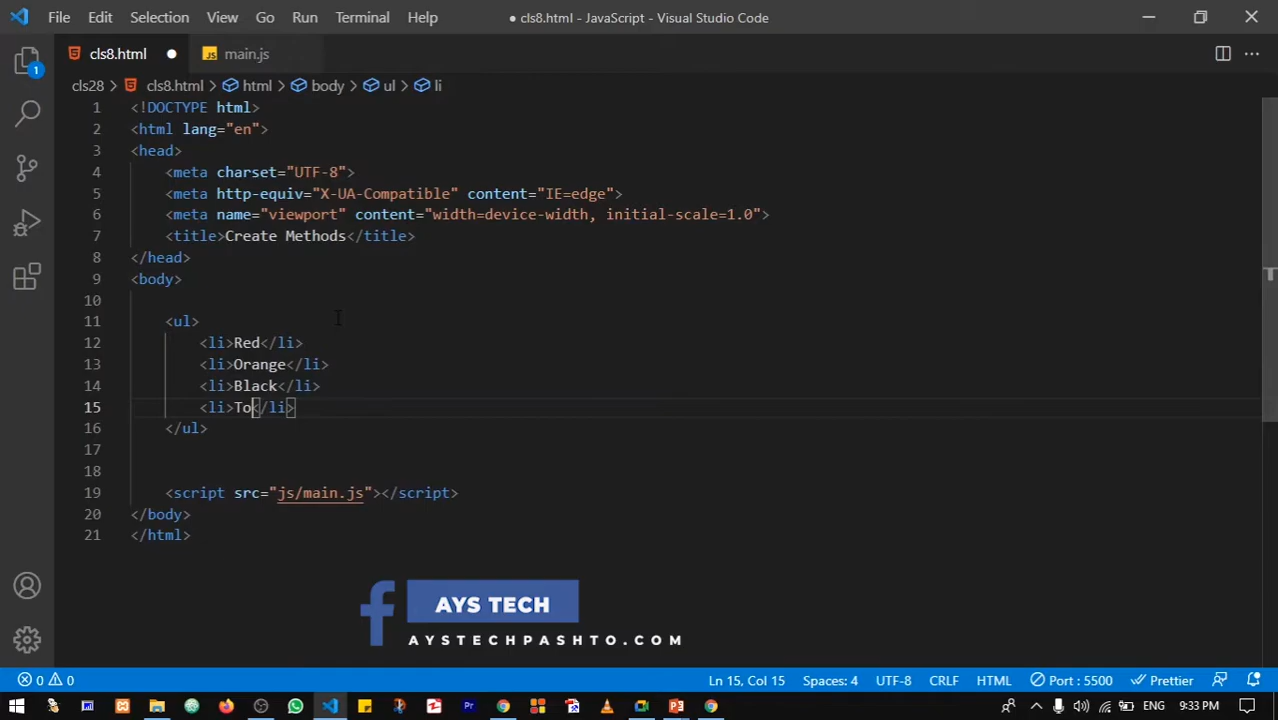 File Edit Selection View Go Run Terminal Help ● cls8.html - JavaScript - Visual Studio Code
cls8.html ● JS main.js
cls28 > cls8.html > html > body > ul > li
1 <!DOCTYPE html>
2 <html lang="en">
3 <head>
4 <meta charset="UTF-8">
5 <meta http-equiv="X-UA-Compatible" content="IE=edge">
6 <meta name="viewport" content="width=device-width, initial-scale=1.0">
7 <title>Create Methods</title>
8 </head>
9 <body>
10
11 <ul>
12 <li>Red</li>
13 <li>Orange</li>
14 <li>Black</li>
15 <li>To</li>
16 </ul>
17
18
19 <script src="js/main.js"></script>
20 </body>
21 </html>
1
f AYS TECH
AYSTECHPASHTO.COM
0 0 Ln 15, Col 15 Spaces: 4 UTF-8 CRLF HTML Port : 5500 Prettier
Pr ENG 9:33 PM